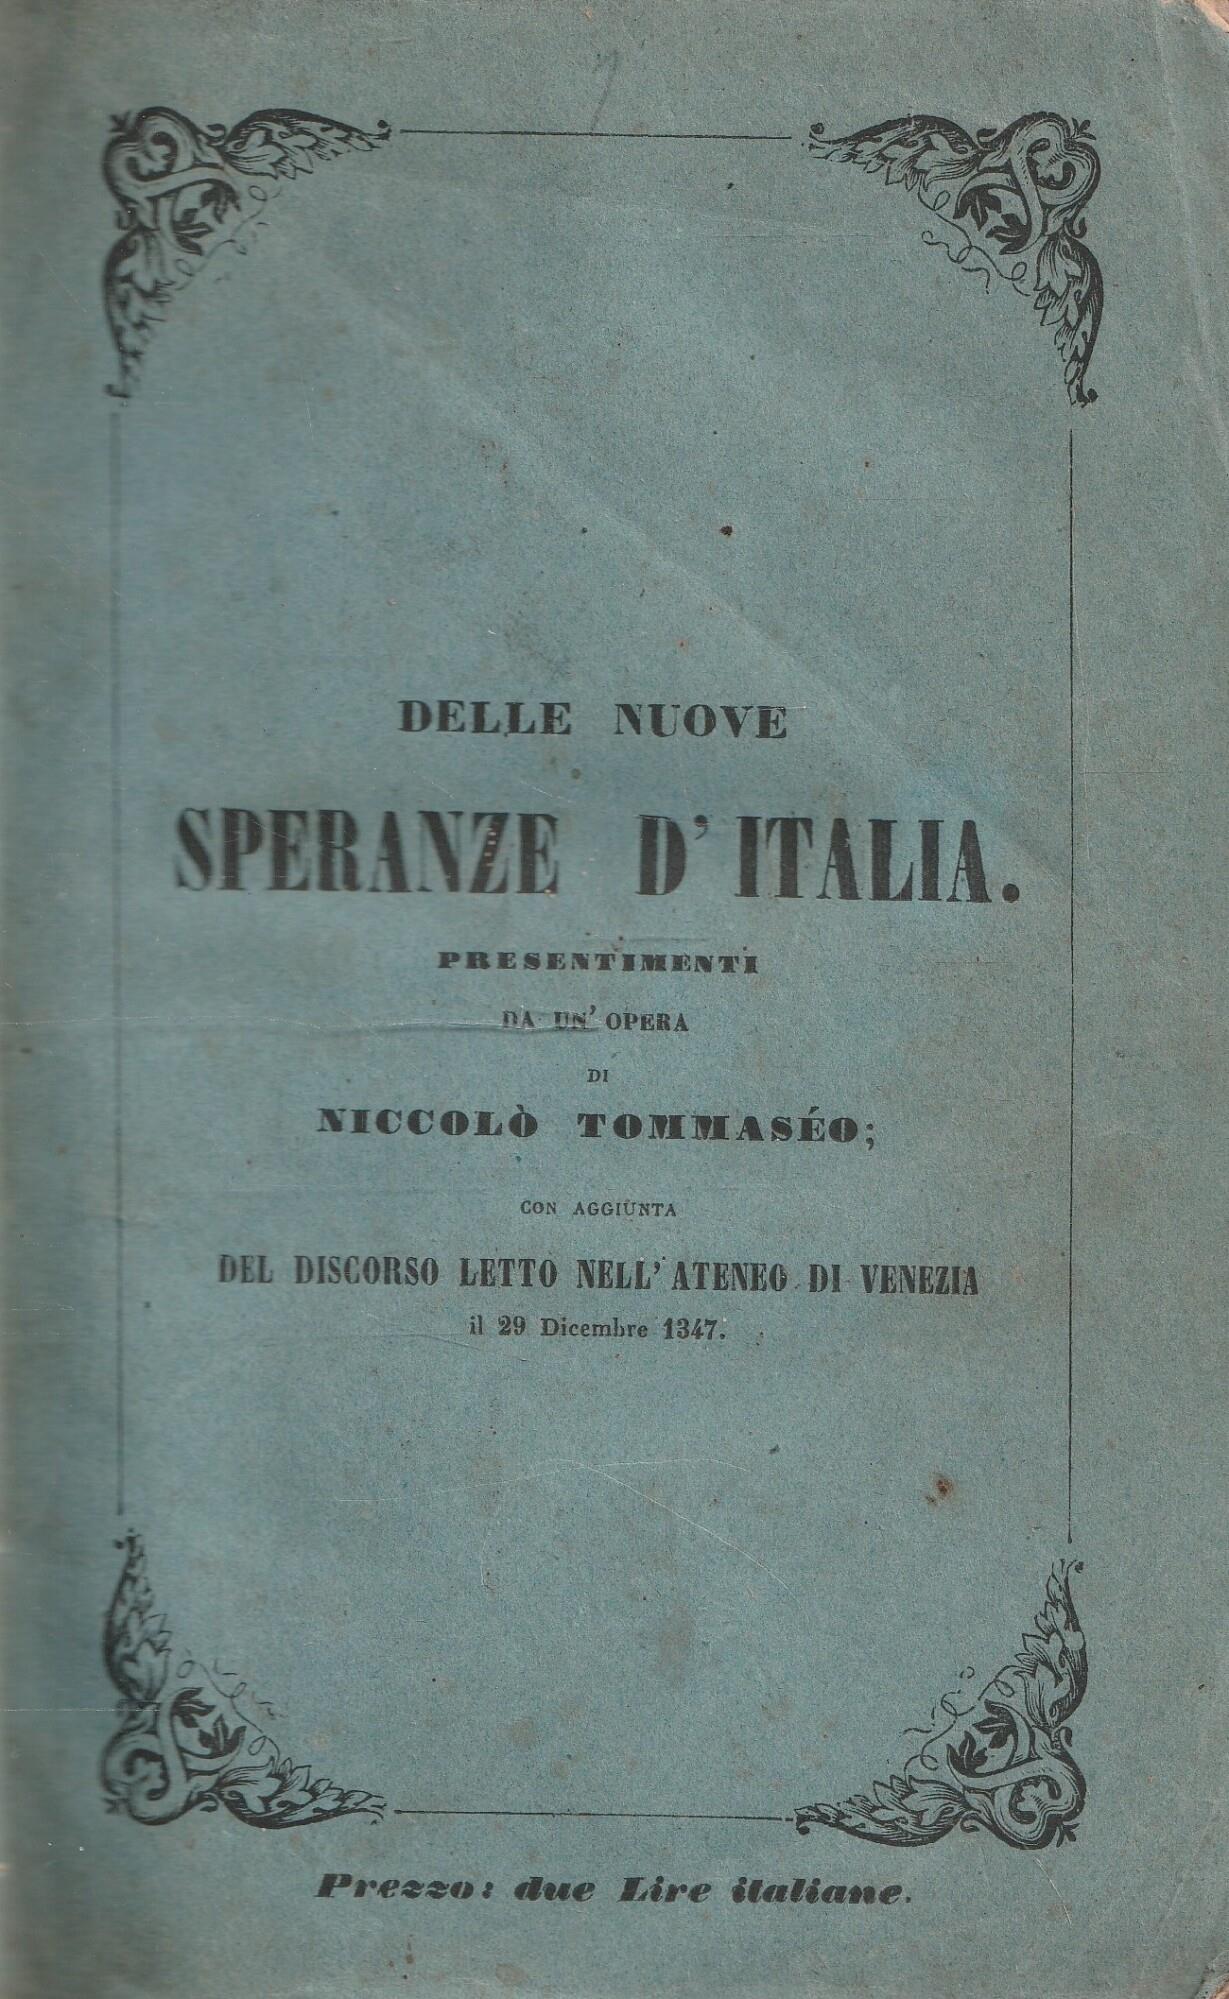 DELLE NUOVE
SPERANZE D'ITALIA.
PRESENTIMENTI
DA UN'OPERA
DI
NICCOLÒ TOMMASÉO;
CON AGGIUNTA
DEL DISCORSO LETTO NELL'ATENEO DI VENEZIA
il 29 Dicembre 1347.
Prezzo: due Lire italiane.